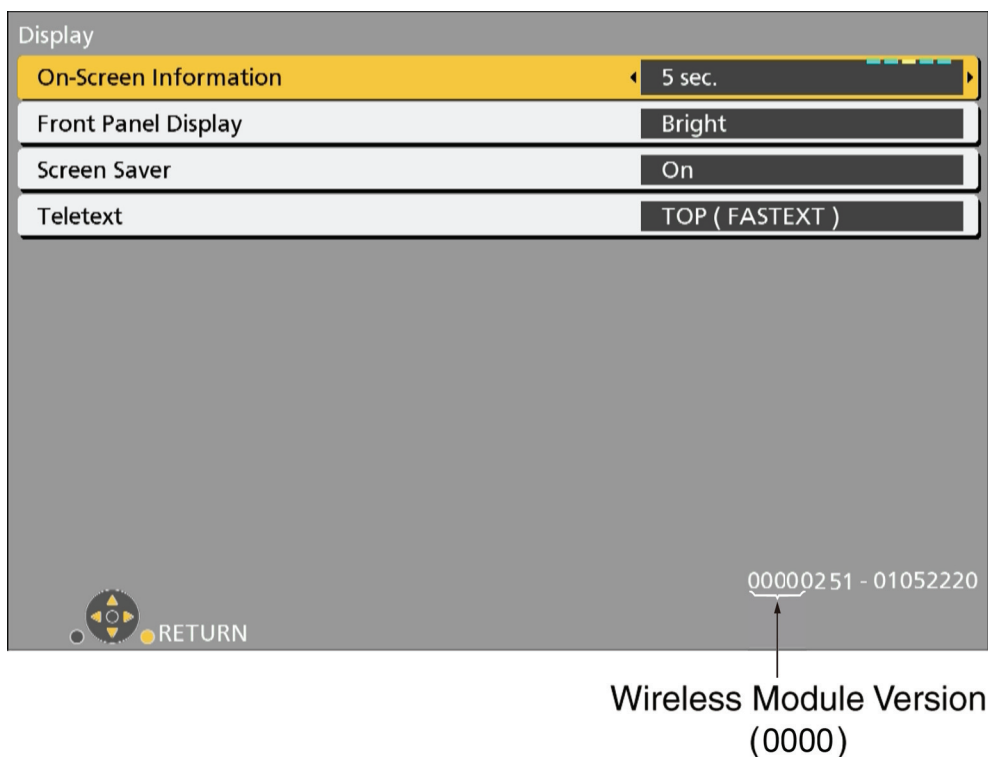 Display
On-Screen Information 5 sec.
Front Panel Display Bright
Screen Saver On
Teletext TOP ( FASTEXT )
00000251 - 01052220
RETURN
Wireless Module Version
(0000)